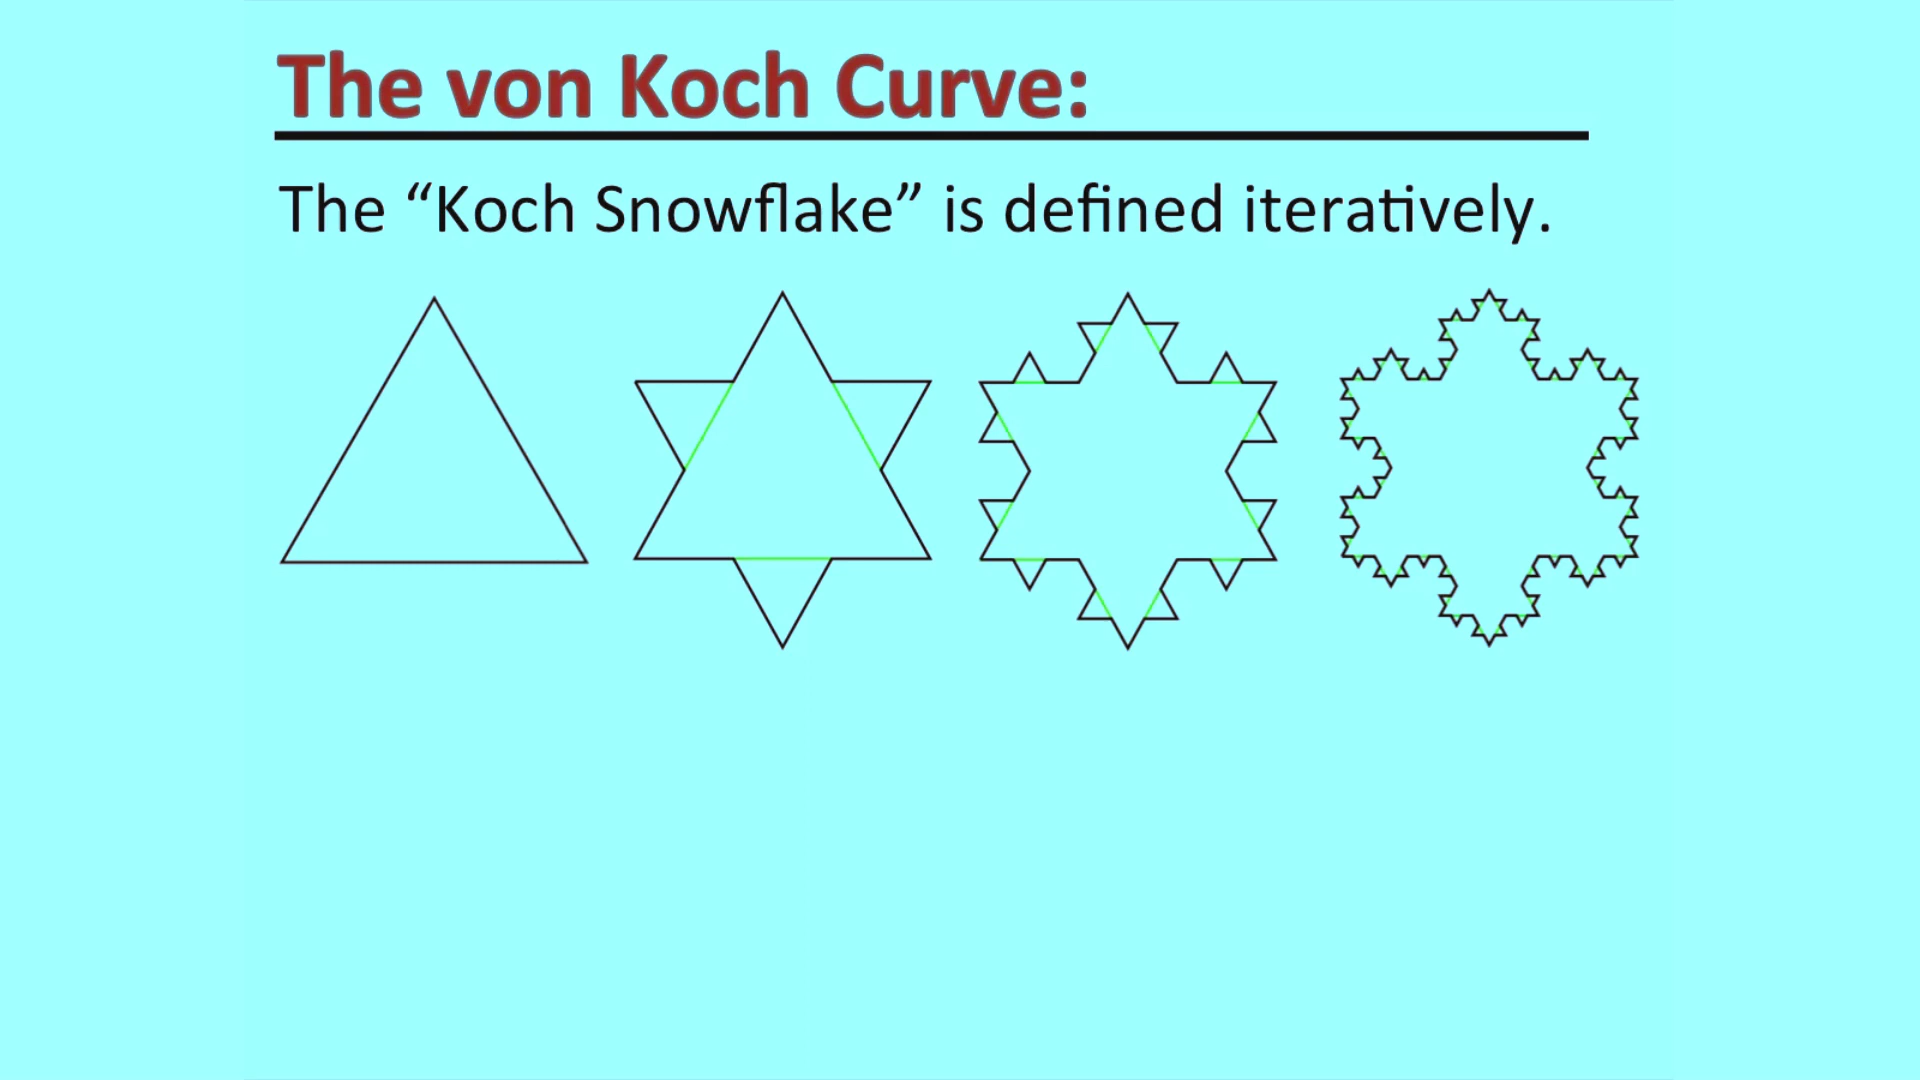 The von Koch Curve:
The “Koch Snowflake” is defined iteratively.